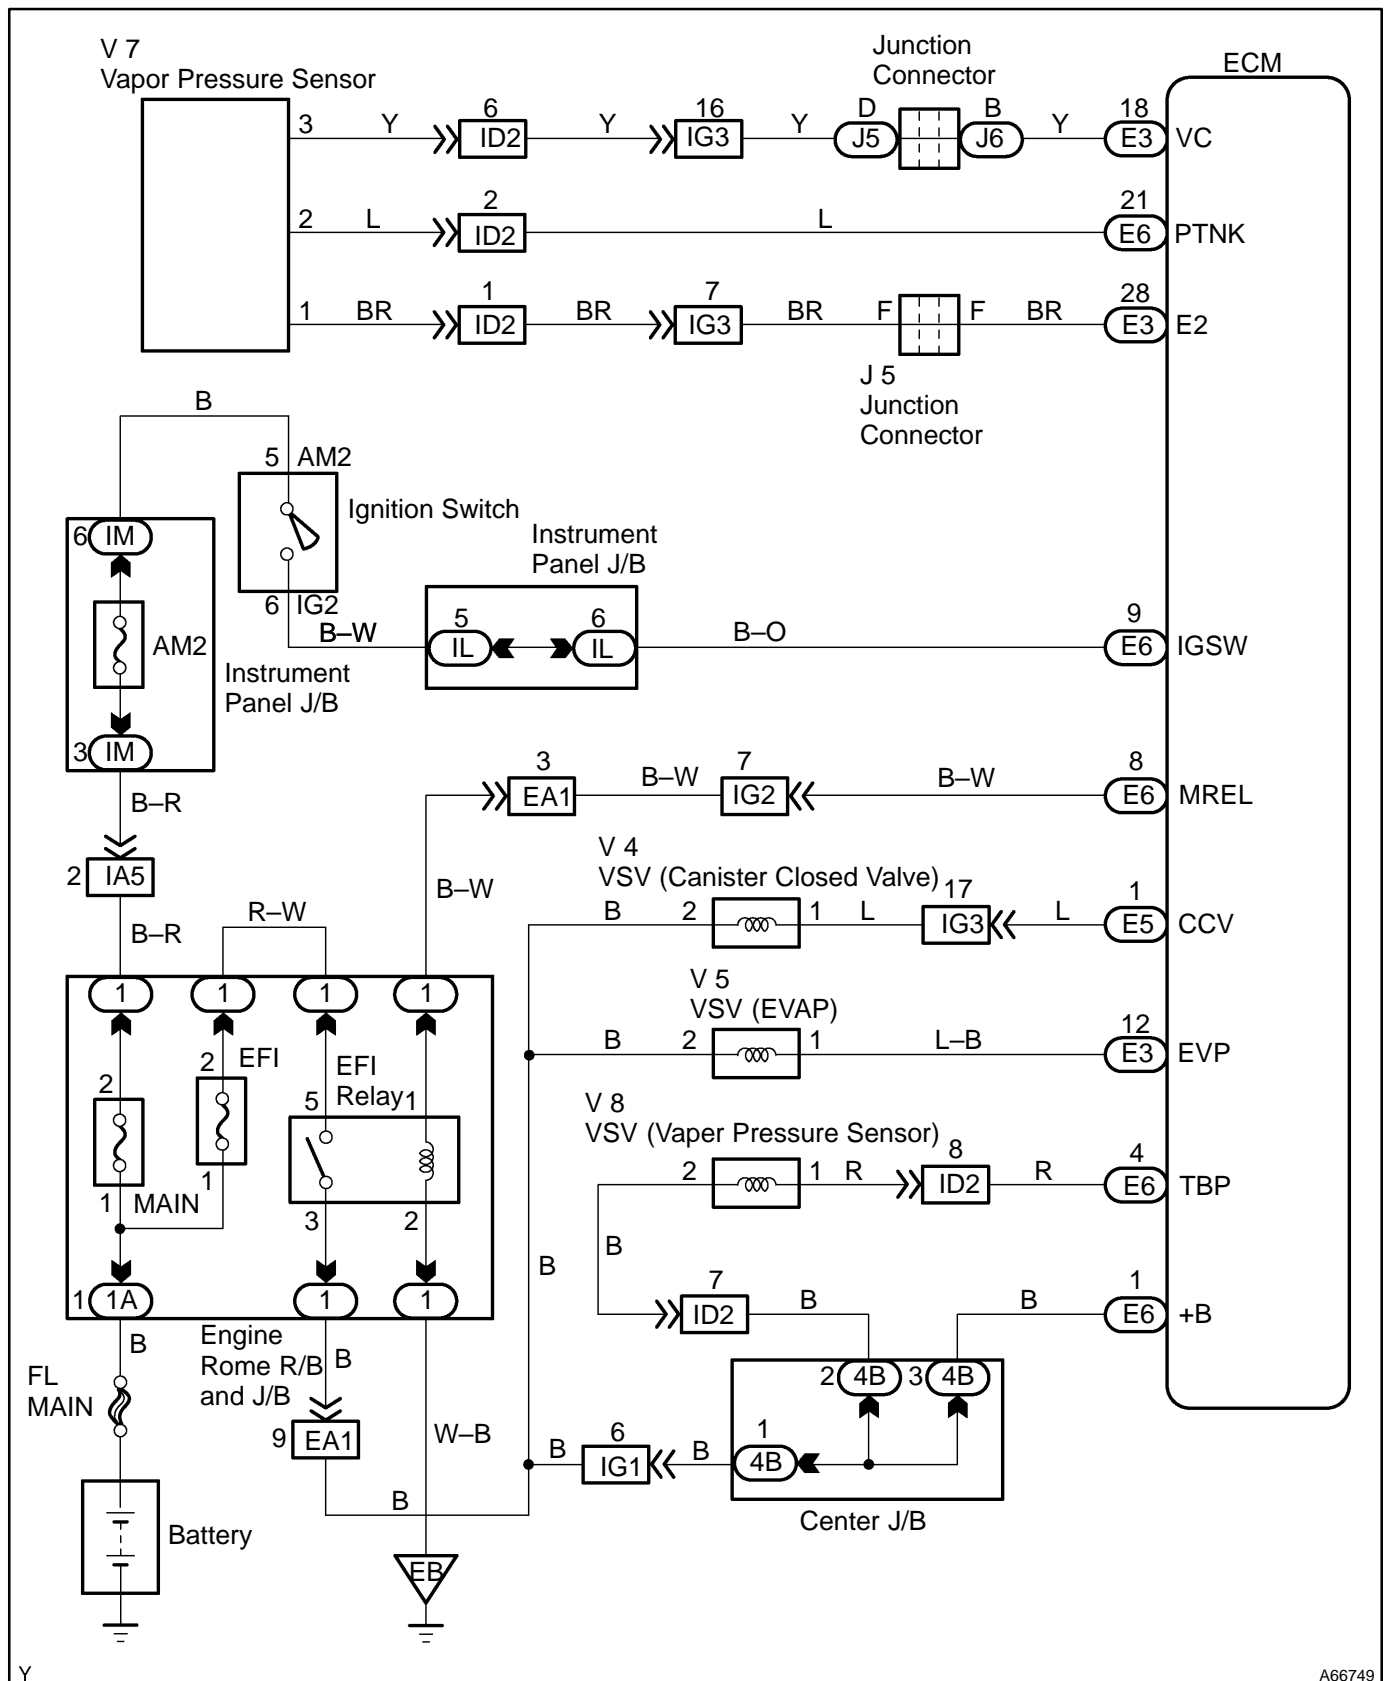 V 7
Vapor Pressure Sensor
Junction
Connector
ECM
3 Y 6 ID2 Y 16 IG3 Y D J5 B J6 Y 18 E3 VC
2 L 2 ID2 L 21 E6 PTNK
1 BR 1 ID2 BR 7 IG3 BR F F BR 28 E3 E2
J 5
Junction
Connector
B
5 AM2
Ignition Switch
6 IG2
6 IM
AM2
3 IM
Instrument
Panel J/B
B–W
Instrument
Panel J/B
5 IL 6 IL
B–O
9 E6 IGSW
B–R
2 IA5
B–R
B–W
3 EA1 B–W 7 IG2 B–W 8 E6 MREL
V 4
VSV (Canister Closed Valve)
B 2 1 L 17 IG3 L 1 E5 CCV
V 5
VSV (EVAP)
B 2 1 L–B 12 E3 EVP
V 8
VSV (Vaper Pressure Sensor)
2 1 R 8 ID2 R 4 E6 TBP
B
7 ID2 B
B 1 E6 +B
R–W
1 1 1 1
2 EFI
2
EFI
Relay
5 1
1
1 MAIN
3 2
1 1A 1 1
Engine
Rome R/B
and J/B
B
FL
MAIN
Battery
B
9 EA1
B
W–B
EB
B
B 6 IG1 B
1 4B
2 4B 3 4B
Center J/B
Y
A66749